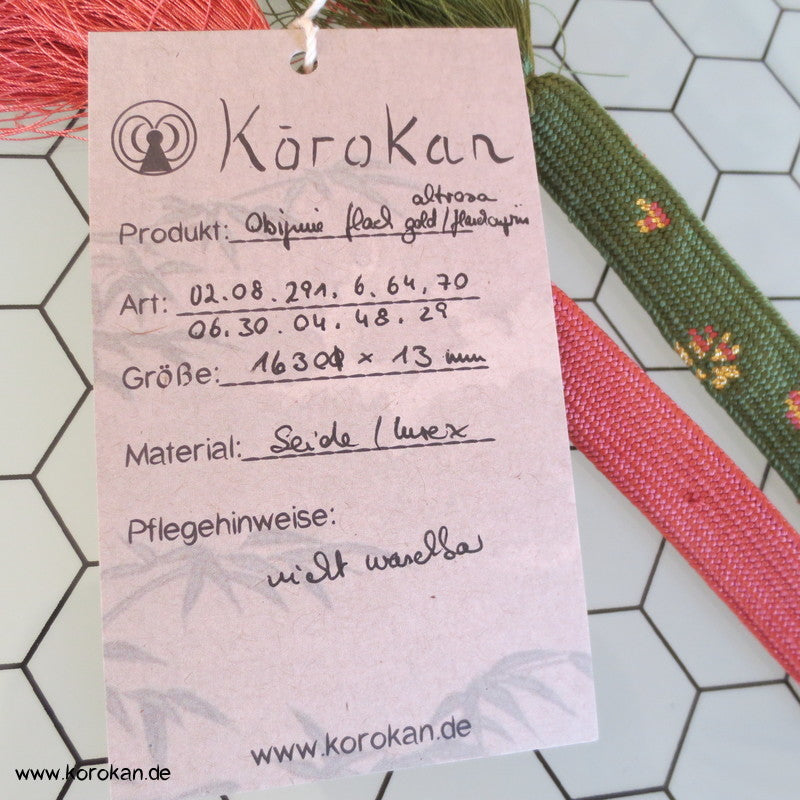 Kōrokan
altrosa
Produkt: Obijime flach gold/
Art: 02.08.291.6.64.70
06.30.04.48.29
Größe: x 13 mm
Material: Seide / Lurex
Pflegehinweise:
nicht waschbar
www.korokan.de
www.korokan.de